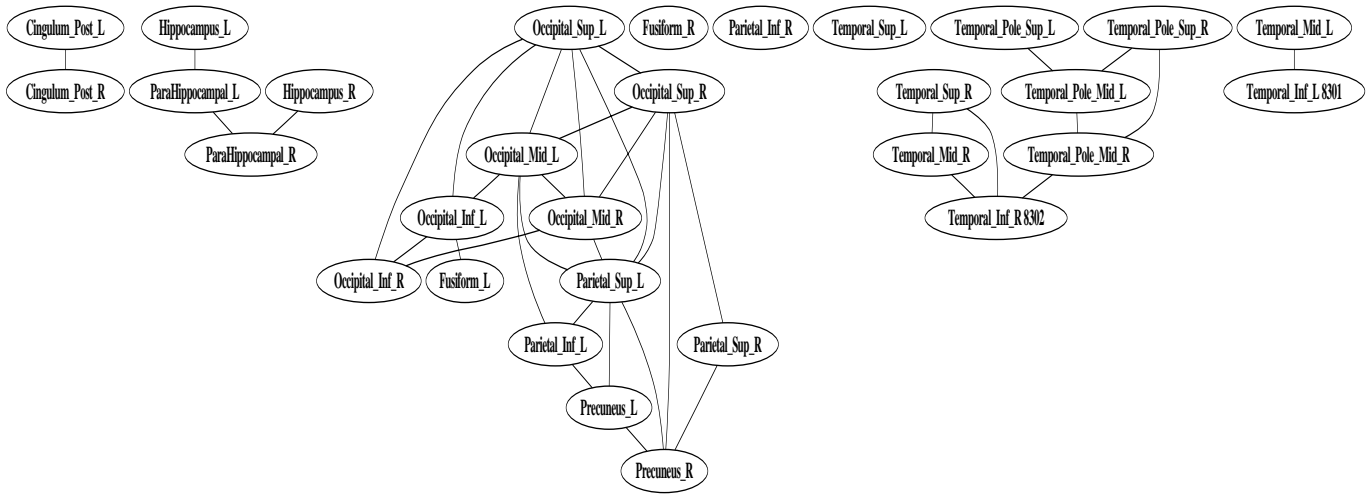 Cingulum_Post_L
Hippocampus_L
Occipital_Sup_L
Fusiform_R
Parietal_Inf_R
Temporal_Sup_L
Temporal_Pole_Sup_L
Temporal_Pole_Sup_R
Temporal_Mid_L
Cingulum_Post_R
ParaHippocampal_L
Hippocampus_R
Occipital_Sup_R
Temporal_Sup_R
Temporal_Pole_Mid_L
Temporal_Inf_L 8301
ParaHippocampal_R
Occipital_Mid_L
Temporal_Mid_R
Temporal_Pole_Mid_R
Occipital_Inf_L
Occipital_Mid_R
Temporal_Inf_R 8302
Occipital_Inf_R
Fusiform_L
Parietal_Sup_L
Parietal_Inf_L
Parietal_Sup_R
Precuneus_L
Precuneus_R